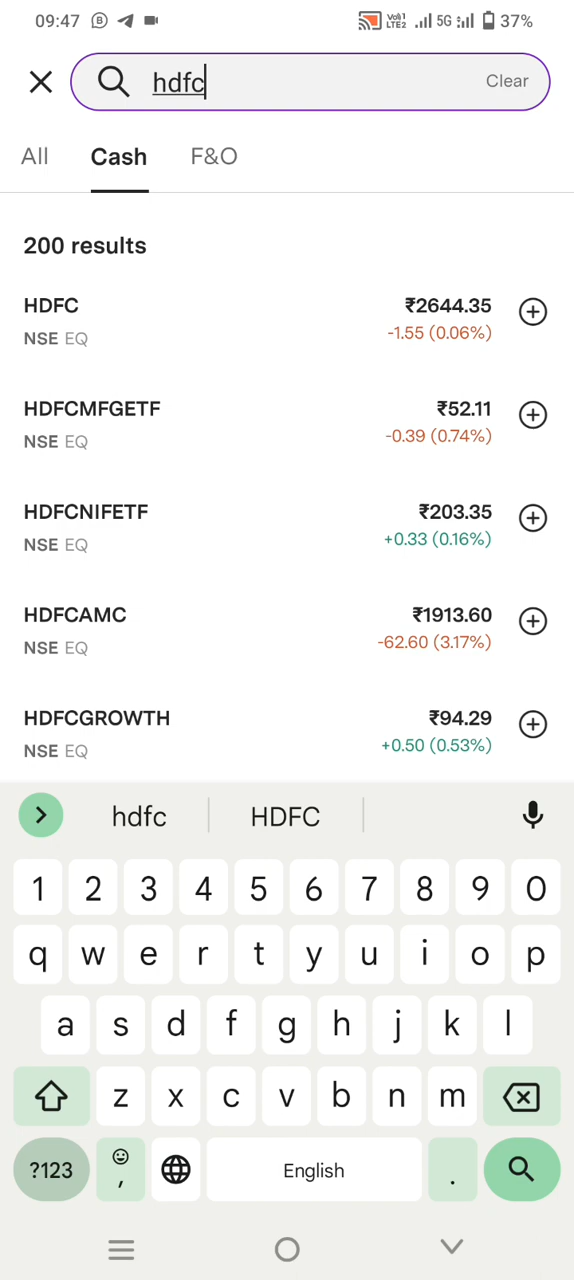 09:47 5G 37%
hdfc Clear
All Cash F&O
200 results
HDFC ₹2644.35
NSE EQ -1.55 (0.06%)
HDFCMFGETF ₹52.11
NSE EQ -0.39 (0.74%)
HDFCNIFETF ₹203.35
NSE EQ +0.33 (0.16%)
HDFCAMC ₹1913.60
NSE EQ -62.60 (3.17%)
HDFCGROWTH ₹94.29
NSE EQ +0.50 (0.53%)
hdfc HDFC
1 2 3 4 5 6 7 8 9 0
q w e r t y u i o p
a s d f g h j k l
z x c v b n m
?123 , English .